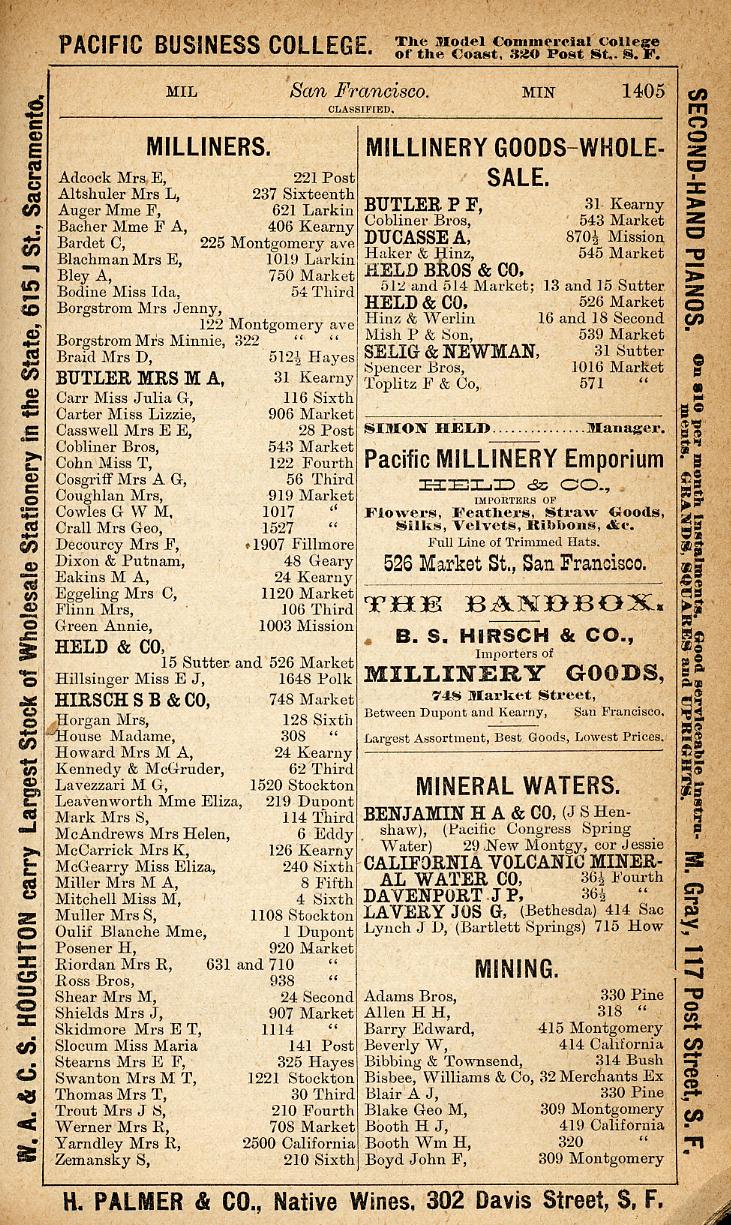 PACIFIC BUSINESS COLLEGE. The Model Commercial College
of the Coast, 320 Post St., S. F.
MIL San Francisco. MIN 1405
CLASSIFIED.
MILLINERS.
Adcock Mrs E, 221 Post
Altshuler Mrs L, 237 Sixteenth
Auger Mme F, 621 Larkin
Bacher Mme F A, 406 Kearny
Bardet C, 225 Montgomery ave
Blachman Mrs E, 1019 Larkin
Bley A, 750 Market
Bodine Miss Ida, 54 Third
Borgstrom Mrs Jenny,
122 Montgomery ave
Borgstrom Mrs Minnie, 322 " "
Braid Mrs D, 512½ Hayes
BUTLER MRS M A, 31 Kearny
Carr Miss Julia G, 116 Sixth
Carter Miss Lizzie, 906 Market
Casswell Mrs E E, 28 Post
Cobliner Bros, 543 Market
Cohn Miss T, 122 Fourth
Cosgriff Mrs A G, 56 Third
Coughlan Mrs, 919 Market
Cowles G W M, 1017 "
Crall Mrs Geo, 1527 "
Decourcy Mrs F, 1907 Fillmore
Dixon & Putnam, 48 Geary
Eakins M A, 24 Kearny
Eggeling Mrs C, 1120 Market
Flinn Mrs, 106 Third
Green Annie, 1003 Mission
HELD & CO,
15 Sutter and 526 Market
Hillsinger Miss E J, 1648 Polk
HIRSCH S B & CO, 748 Market
Horgan Mrs, 128 Sixth
House Madame, 308 "
Howard Mrs M A, 24 Kearny
Kennedy & McGruder, 62 Third
Lavezzari M G, 1520 Stockton
Leavenworth Mme Eliza, 219 Dupont
Mark Mrs S, 114 Third
McAndrews Mrs Helen, 6 Eddy
McCarrick Mrs K, 126 Kearny
McGearry Miss Eliza, 240 Sixth
Miller Mrs M A, 8 Fifth
Mitchell Miss M, 4 Sixth
Muller Mrs S, 1108 Stockton
Oulif Blanche Mme, 1 Dupont
Posener H, 920 Market
Riordan Mrs R, 631 and 710 "
Ross Bros, 938 "
Shear Mrs M, 24 Second
Shields Mrs J, 907 Market
Skidmore Mrs E T, 1114 "
Slocum Miss Maria 141 Post
Stearns Mrs E F, 325 Hayes
Swanton Mrs M T, 1221 Stockton
Thomas Mrs T, 30 Third
Trout Mrs J S, 210 Fourth
Werner Mrs R, 708 Market
Yarndley Mrs R, 2500 California
Zemansky S, 210 Sixth
MILLINERY GOODS-WHOLE-
SALE.
BUTLER P F, 31 Kearny
Cobliner Bros, 543 Market
DUCASSE A, 870½ Mission
Haker & Hinz, 545 Market
HELD BROS & CO,
512 and 514 Market; 13 and 15 Sutter
HELD & CO, 526 Market
Hinz & Werlin 16 and 18 Second
Mish P & Son, 539 Market
SELIG & NEWMAN, 31 Sutter
Spencer Bros, 1016 Market
Toplitz F & Co, 571 "
SIMON HELD..............Manager.
Pacific MILLINERY Emporium
HELD & CO.,
IMPORTERS OF
Flowers, Feathers, Straw Goods,
Silks, Velvets, Ribbons, &c.
Full Line of Trimmed Hats.
526 Market St., San Francisco.
THE BANDBOX.
B. S. HIRSCH & CO.,
Importers of
MILLINERY GOODS,
748 Market Street,
Between Dupont and Kearny, San Francisco.
Largest Assortment, Best Goods, Lowest Prices.
MINERAL WATERS.
BENJAMIN H A & CO, (J S Hen-
shaw), (Pacific Congress Spring
Water) 29 New Montgy, cor Jessie
CALIFORNIA VOLCANIC MINER-
AL WATER CO, 36½ Fourth
DAVENPORT J P, 36½ "
LAVERY JOS G, (Bethesda) 414 Sac
Lynch J D, (Bartlett Springs) 715 How
MINING.
Adams Bros, 330 Pine
Allen H H, 318 "
Barry Edward, 415 Montgomery
Beverly W, 414 California
Bibbing & Townsend, 314 Bush
Bisbee, Williams & Co, 32 Merchants Ex
Blair A J, 330 Pine
Blake Geo M, 309 Montgomery
Booth H J, 419 California
Booth Wm H, 320 "
Boyd John F, 309 Montgomery
W. A. & C. S. HOUGHTON carry Largest Stock of Wholesale Stationery in the State, 615 J St., Sacramento.
SECOND-HAND PIANOS. On $10 per month instalments. Good serviceable instru-
ments. GRANDS, SQUARES and UPRIGHTS. M. Gray, 117 Post Street, S. F.
H. PALMER & CO., Native Wines. 302 Davis Street, S, F.